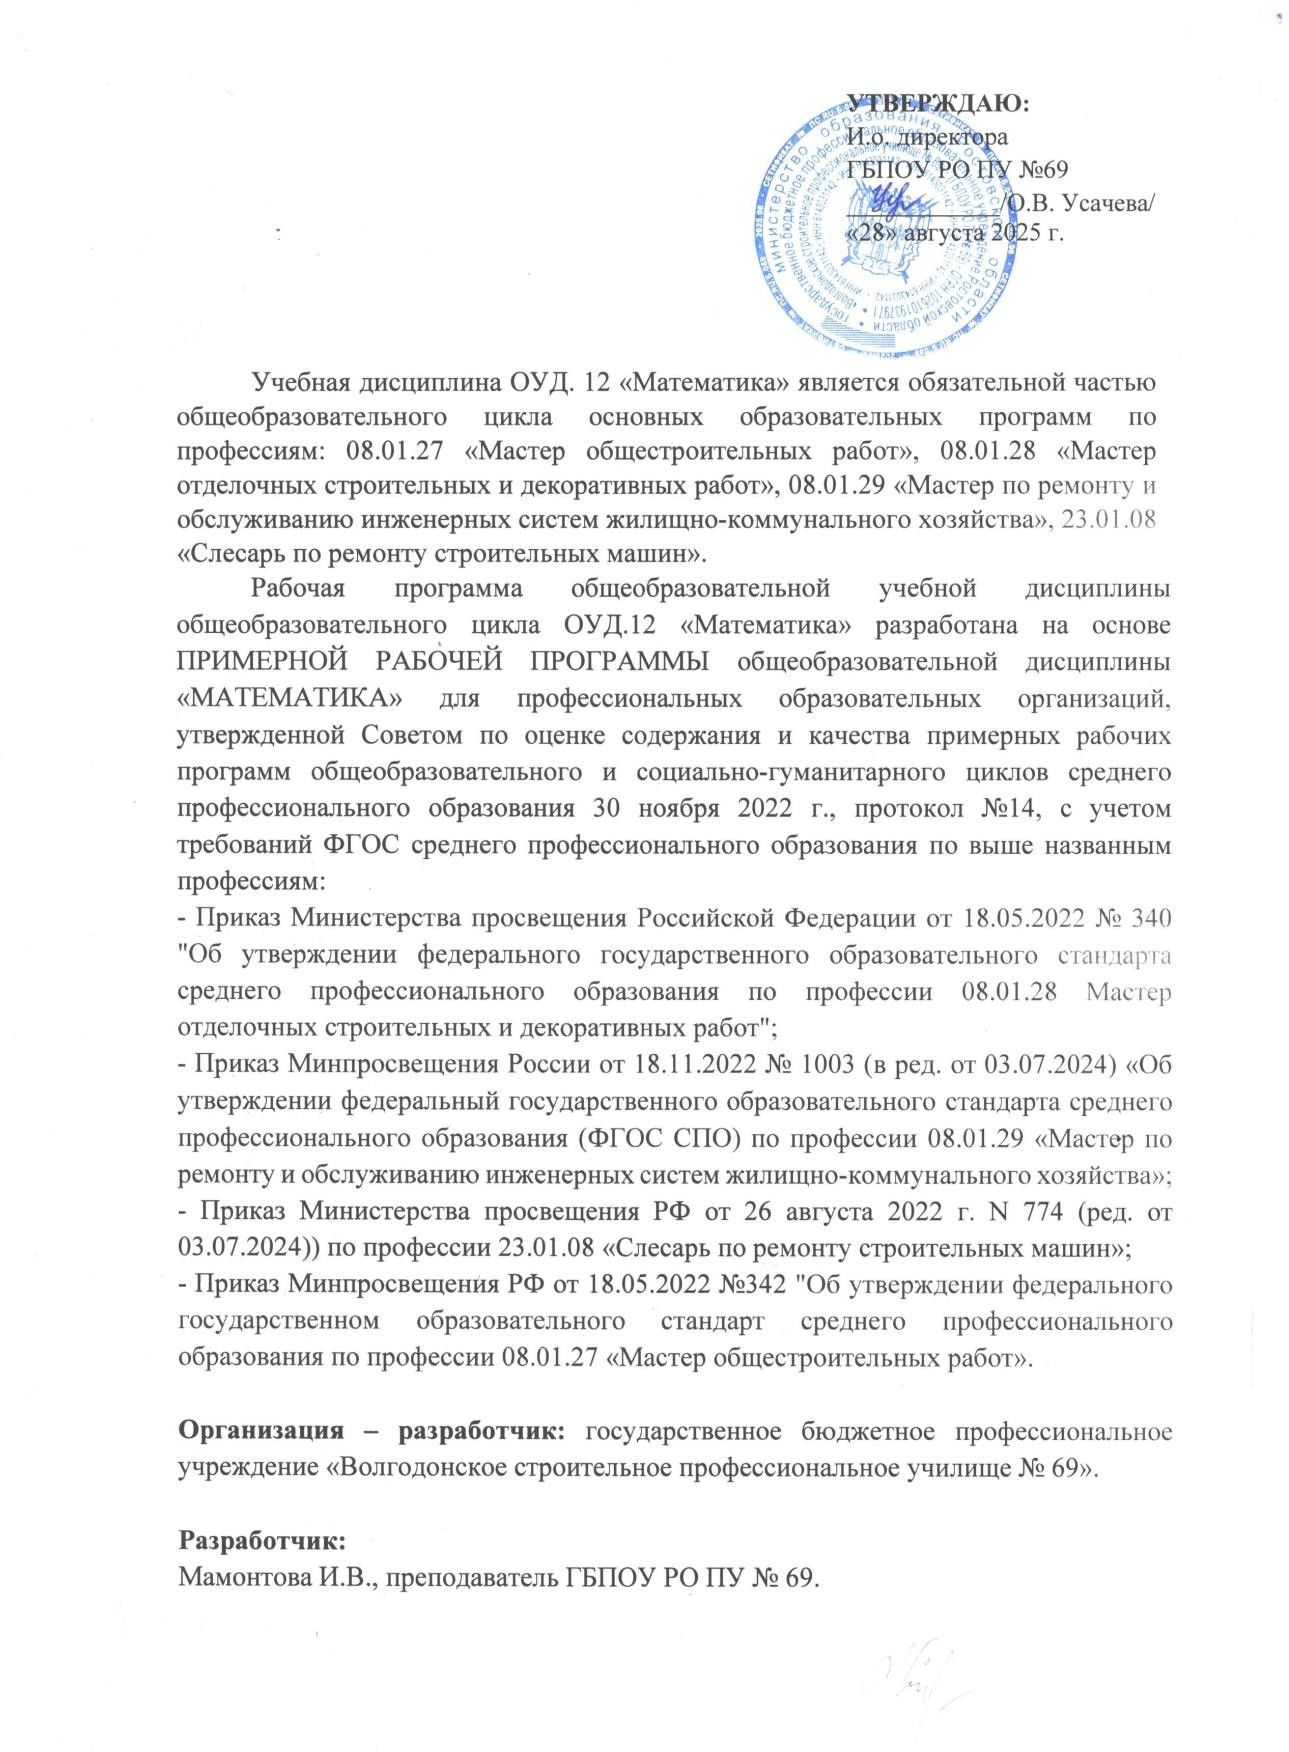 УТВЕРЖДАЮ:
И.о. директора
ГБПОУ РО ПУ №69
/О.В. Усачева/
«28» августа 2025 г.
Министерство образования Ростовской области
Учебная дисциплина ОУД. 12 «Математика» является обязательной частью
общеобразовательного цикла основных образовательных программ по
профессиям: 08.01.27 «Мастер общестроительных работ», 08.01.28 «Мастер
отделочных строительных и декоративных работ», 08.01.29 «Мастер по ремонту и
обслуживанию инженерных систем жилищно-коммунального хозяйства», 23.01.08
«Слесарь по ремонту строительных машин».
Рабочая программа общеобразовательной учебной дисциплины
общеобразовательного цикла ОУД.12 «Математика» разработана на основе
ПРИМЕРНОЙ РАБОЧЕЙ ПРОГРАММЫ общеобразовательной дисциплины
«МАТЕМАТИКА» для профессиональных образовательных организаций,
утвержденной Советом по оценке содержания и качества примерных рабочих
программ общеобразовательного и социально-гуманитарного циклов среднего
профессионального образования 30 ноября 2022 г., протокол №14, с учетом
требований ФГОС среднего профессионального образования по выше названным
профессиям:
- Приказ Министерства просвещения Российской Федерации от 18.05.2022 № 340
"Об утверждении федерального государственного образовательного стандарта
среднего профессионального образования по профессии 08.01.28 Мастер
отделочных строительных и декоративных работ";
- Приказ Минпросвещения России от 18.11.2022 № 1003 (в ред. от 03.07.2024) «Об
утверждении федеральный государственного образовательного стандарта среднего
профессионального образования (ФГОС СПО) по профессии 08.01.29 «Мастер по
ремонту и обслуживанию инженерных систем жилищно-коммунального хозяйства»;
- Приказ Министерства просвещения РФ от 26 августа 2022 г. N 774 (ред. от
03.07.2024)) по профессии 23.01.08 «Слесарь по ремонту строительных машин»;
- Приказ Минпросвещения РФ от 18.05.2022 №342 "Об утверждении федерального
государственном образовательного стандарт среднего профессионального
образования по профессии 08.01.27 «Мастер общестроительных работ».
Организация – разработчик: государственное бюджетное профессиональное
учреждение «Волгодонское строительное профессиональное училище № 69».
Разработчик:
Мамонтова И.В., преподаватель ГБПОУ РО ПУ № 69.